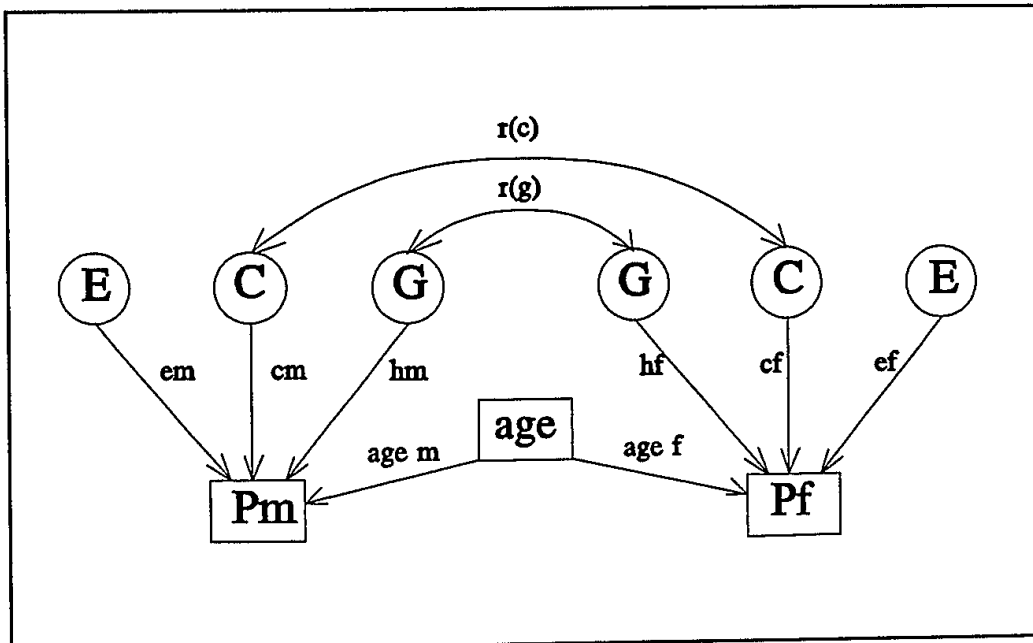 r(c)
r(g)
E C G G C E
em cm hm hf cf ef
age
age m age f
Pm Pf